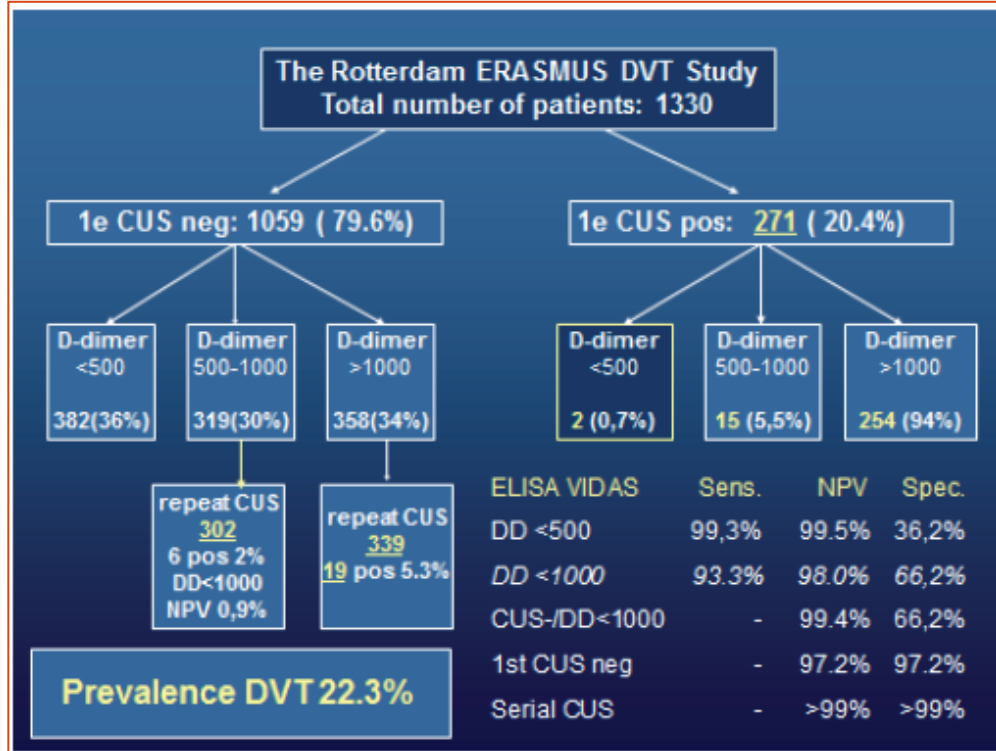 The Rotterdam ERASMUS DVT Study
Total number of patients: 1330
1e CUS neg: 1059 ( 79.6%)
1e CUS pos: 271 ( 20.4%)
D-dimer
<500
382(36%)
D-dimer
500-1000
319(30%)
D-dimer
>1000
358(34%)
D-dimer
<500
2 (0,7%)
D-dimer
500-1000
15 (5,5%)
D-dimer
>1000
254 (94%)
repeat CUS
302
6 pos 2%
DD<1000
NPV 0,9%
repeat CUS
339
19 pos 5.3%
ELISA VIDAS Sens. NPV Spec.
DD <500 99,3% 99.5% 36,2%
DD <1000 93.3% 98.0% 66,2%
CUS-/DD<1000 - 99.4% 66,2%
1st CUS neg - 97.2% 97.2%
Serial CUS - >99% >99%
Prevalence DVT 22.3%